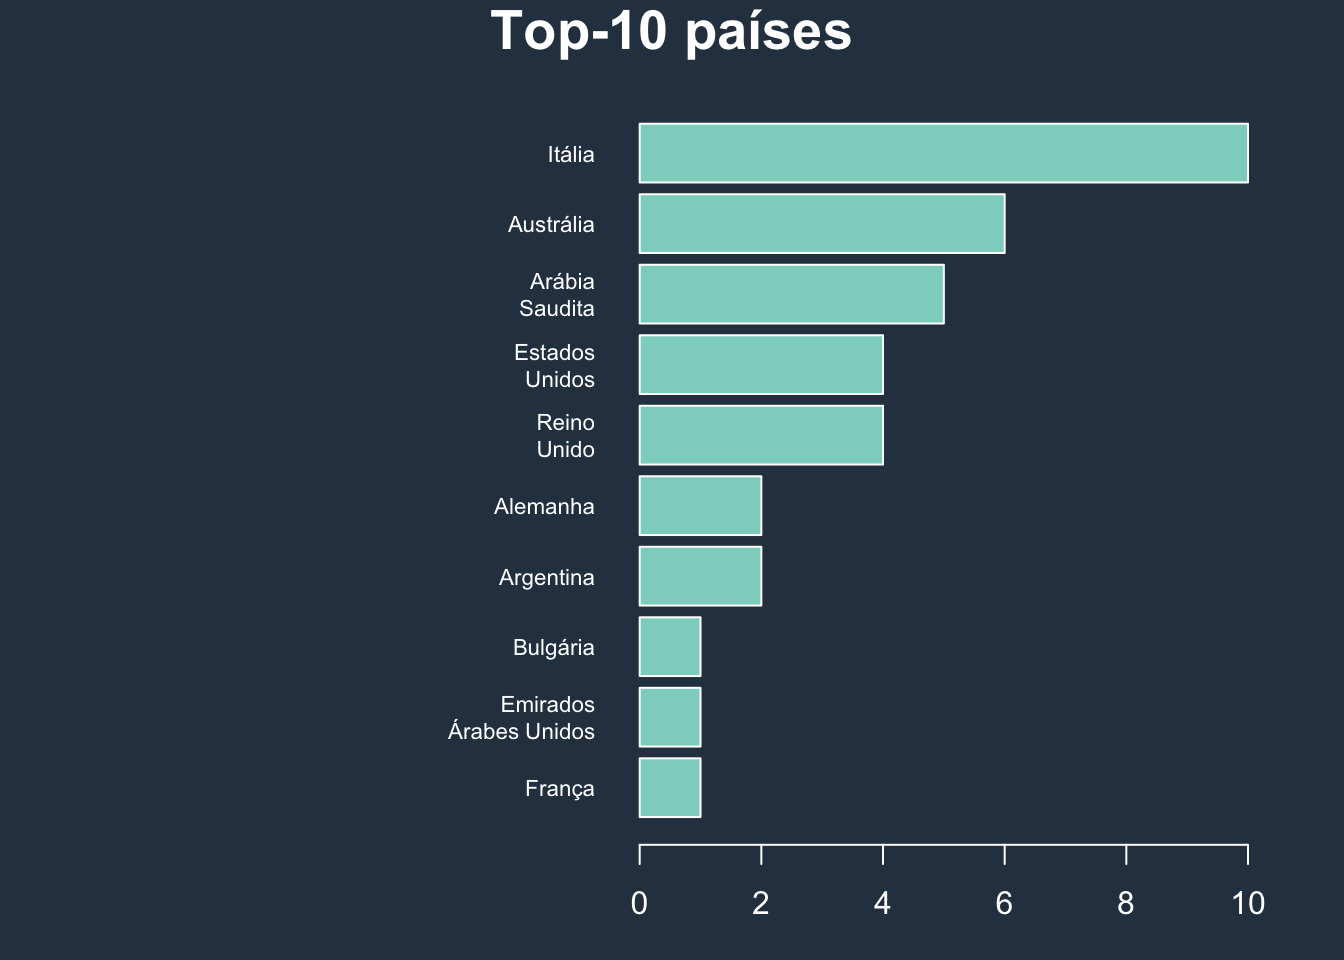 Top-10 países
Itália
Austrália
Arábia
Saudita
Estados
Unidos
Reino
Unido
Alemanha
Argentina
Bulgária
Emirados
Árabes Unidos
França
0 2 4 6 8 10